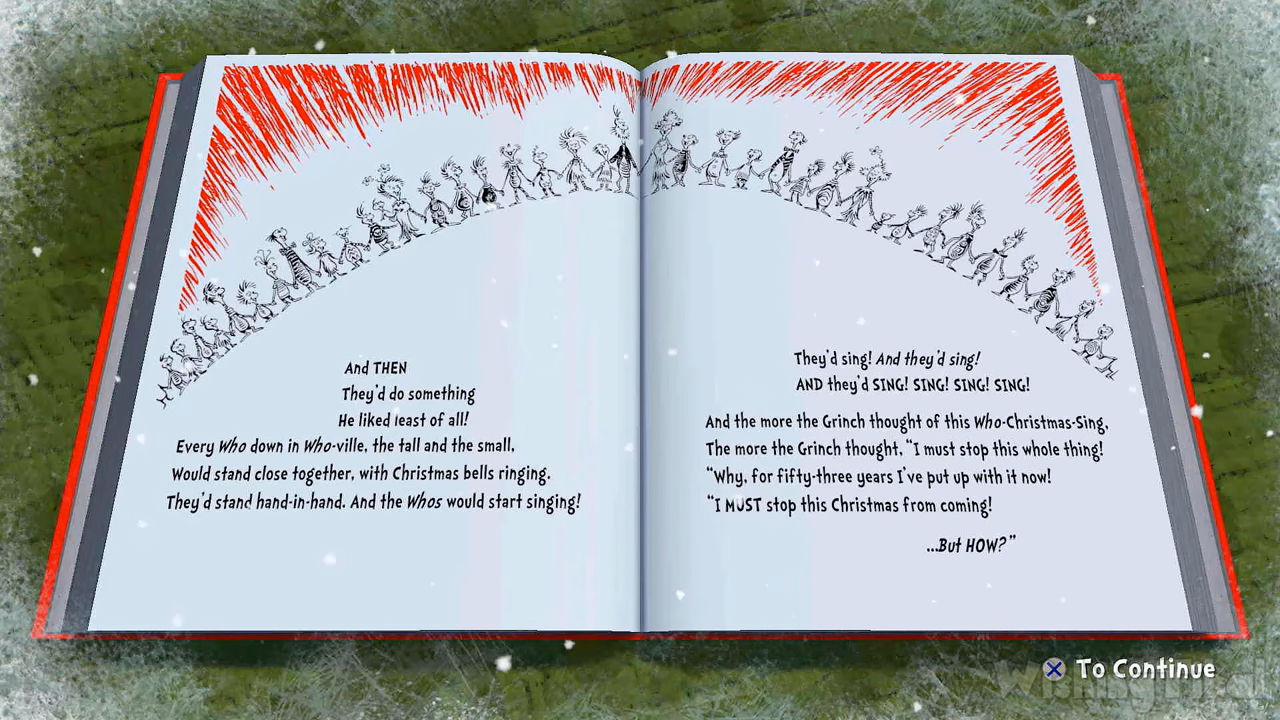 And THEN
They'd do something
He liked least of all!
Every Who down in Who-ville, the tall and the small,
Would stand close together, with Christmas bells ringing.
They'd stand hand-in-hand. And the Whos would start singing!
They'd sing! And they'd sing!
AND they'd SING! SING! SING! SING!
And the more the Grinch thought of this Who-Christmas-Sing,
The more the Grinch thought, "I must stop this whole thing!
"Why, for fifty-three years I've put up with it now!
"I MUST stop this Christmas from coming!
...But HOW?"
To Continue